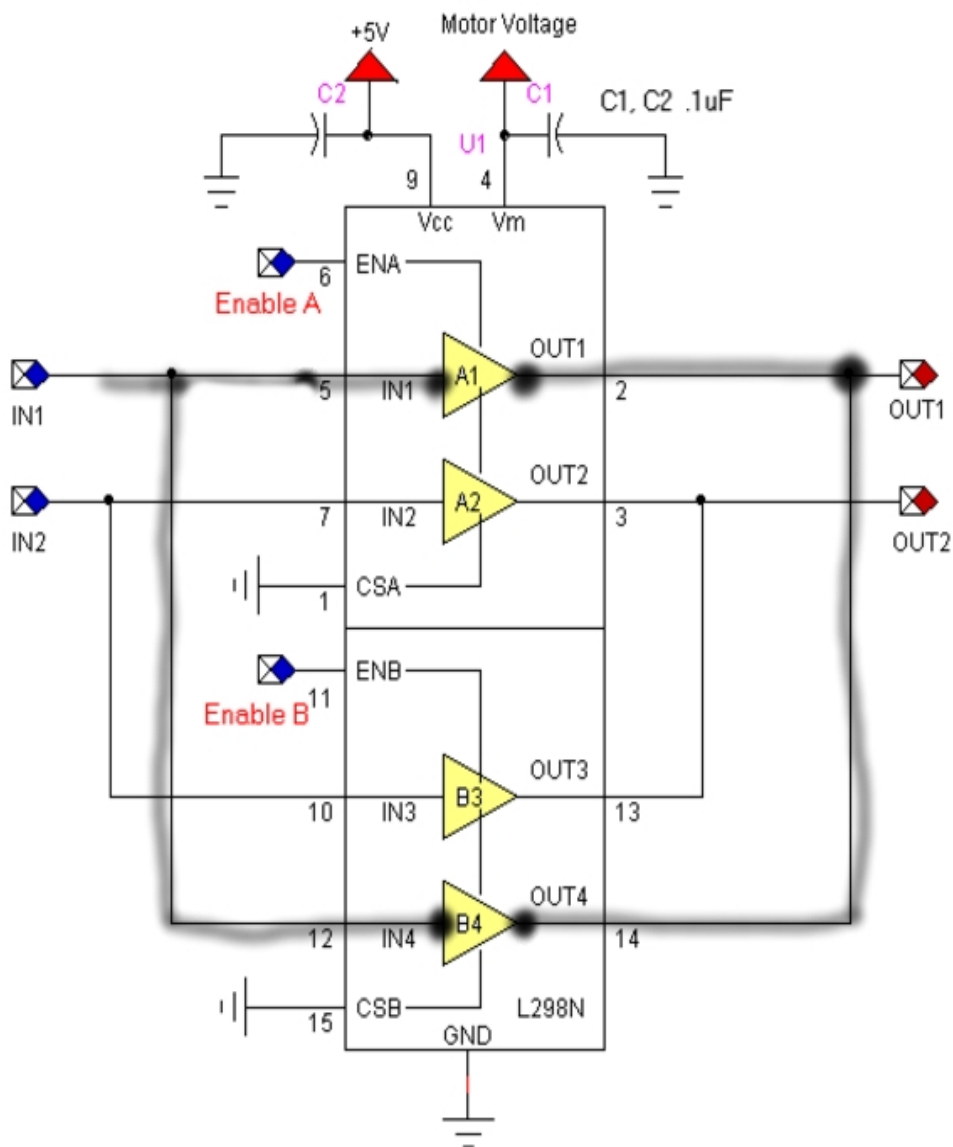 +5V
Motor Voltage
C2
C1
C1, C2 .1uF
U1
9
4
Vcc
Vm
6
ENA
Enable A
OUT1
A1
IN1
5
IN1
2
OUT1
OUT2
A2
IN2
7
IN2
3
OUT2
1
CSA
11
ENB
Enable B
OUT3
B3
10
IN3
13
OUT4
B4
12
IN4
14
15
CSB
L298N
GND